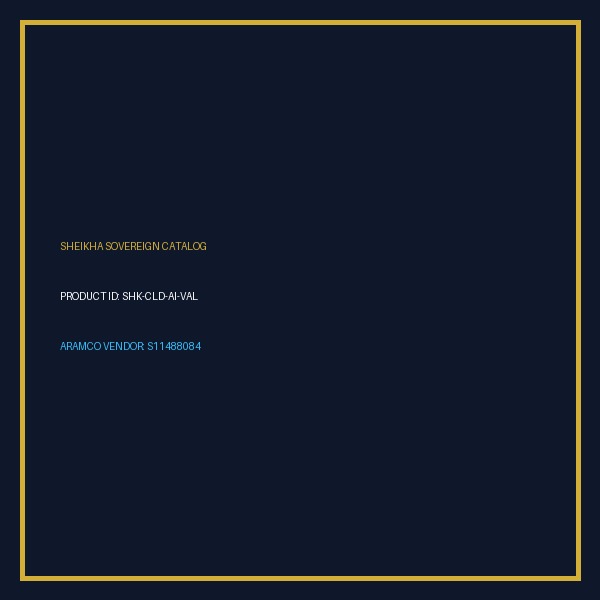 SHEIKHA SOVEREIGN CATALOG
PRODUCT ID: SHK-CLD-AI-VAL
ARAMCO VENDOR: S11488084